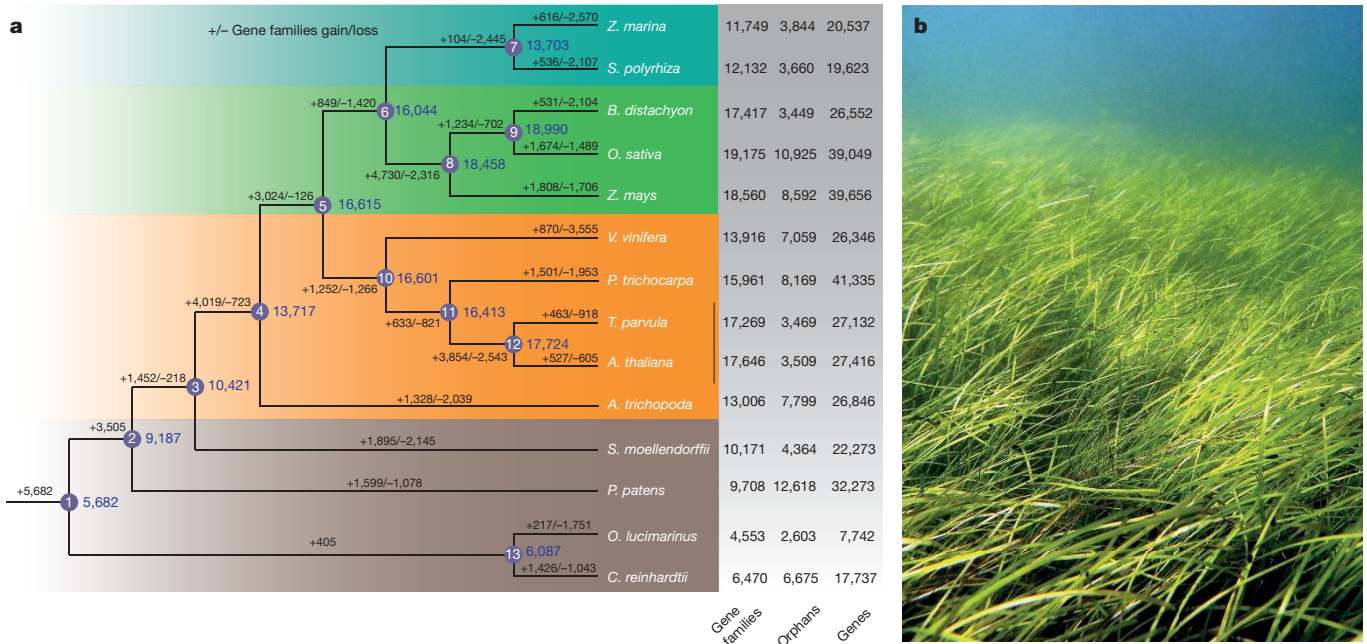 a
b
+/– Gene families gain/loss
+616/–2,570
Z. marina 11,749 3,844 20,537
+104/–2,445
7 13,703
+536/–2,107
S. polyrhiza 12,132 3,660 19,623
+849/–1,420
6 16,044
+531/–2,104
B. distachyon 17,417 3,449 26,552
+1,234/–702
9 18,990
+1,674/–1,489
O. sativa 19,175 10,925 39,049
8 18,458
+4,730/–2,316
+1,808/–1,706
Z. mays 18,560 8,592 39,656
+3,024/–126
5 16,615
+870/–3,555
V. vinifera 13,916 7,059 26,346
10 16,601
+1,252/–1,266
+1,501/–1,953
P. trichocarpa 15,961 8,169 41,335
+4,019/–723
4 13,717
11 16,413
+633/–821
+463/–918
T. parvula 17,269 3,469 27,132
12 17,724
+3,854/–2,543
+527/–605
A. thaliana 17,646 3,509 27,416
+1,452/–218
3 10,421
+1,328/–2,039
A. trichopoda 13,006 7,799 26,846
+3,505
2 9,187
+1,895/–2,145
S. moellendorffii 10,171 4,364 22,273
+5,682
1 5,682
+1,599/–1,078
P. patens 9,708 12,618 32,273
+217/–1,751
O. lucimarinus 4,553 2,603 7,742
+405
13 6,087
+1,426/–1,043
C. reinhardtii 6,470 6,675 17,737
Gene
families
Orphans
Genes